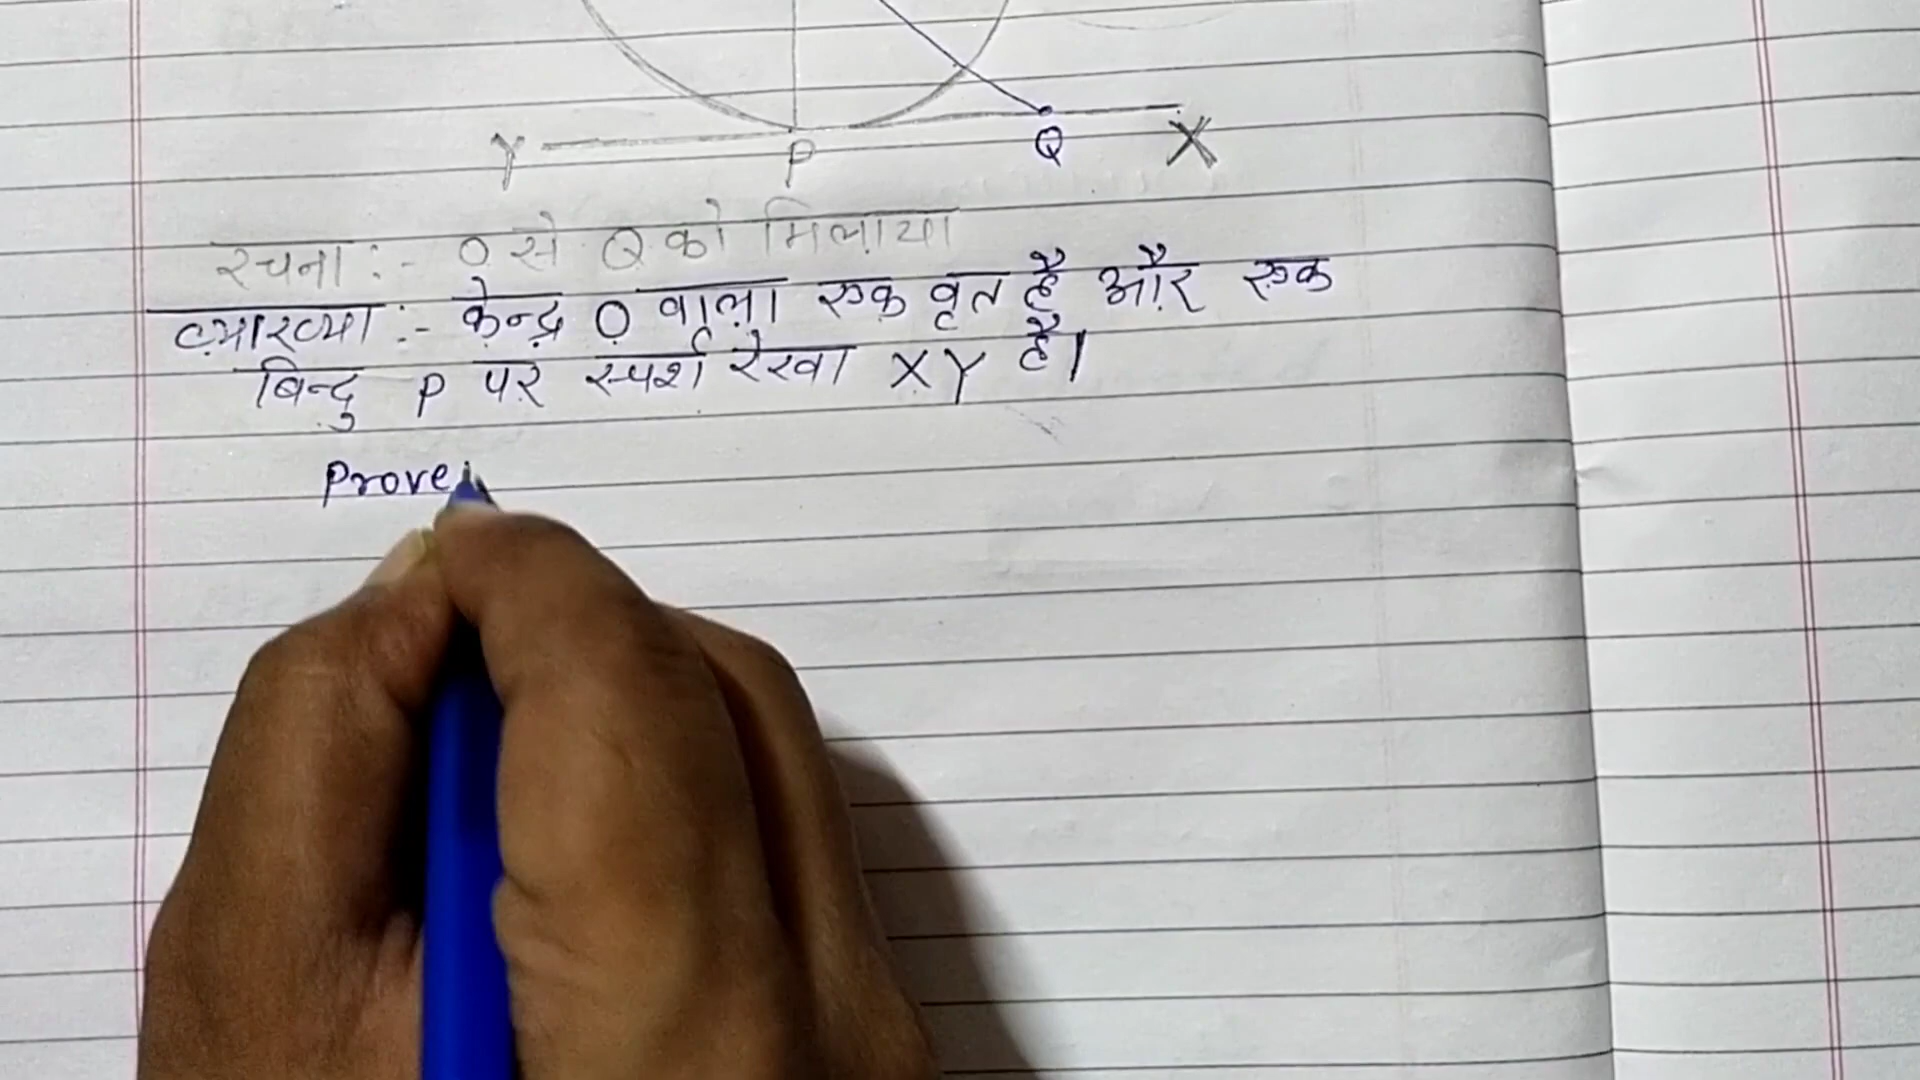 Y P Q X
रचना :- O से Q को मिलाया
व्याख्या :- केन्द्र O वाला एक वृत है और एक
बिन्दु P पर स्पर्श रेखा XY है।
Prove